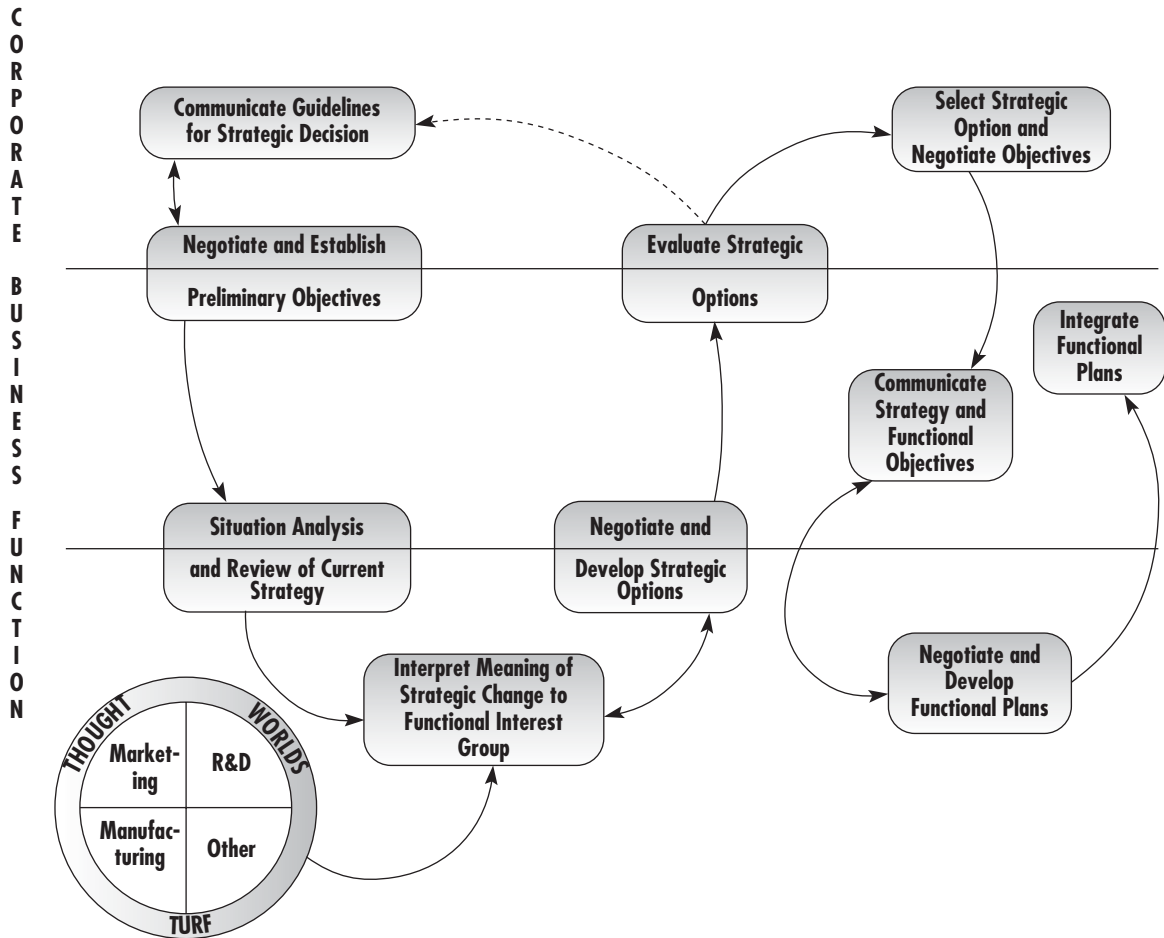 CORPORATE
BUSINESS
FUNCTION
Communicate Guidelines
for Strategic Decision
Select Strategic
Option and
Negotiate Objectives
Negotiate and Establish
Preliminary Objectives
Evaluate Strategic
Options
Integrate
Functional
Plans
Communicate
Strategy and
Functional
Objectives
Situation Analysis
and Review of Current
Strategy
Negotiate and
Develop Strategic
Options
Interpret Meaning of
Strategic Change to
Functional Interest
Group
Negotiate and
Develop
Functional Plans
THOUGHT WORLDS
Market-
ing
R&D
Manufac-
turing
Other
TURF